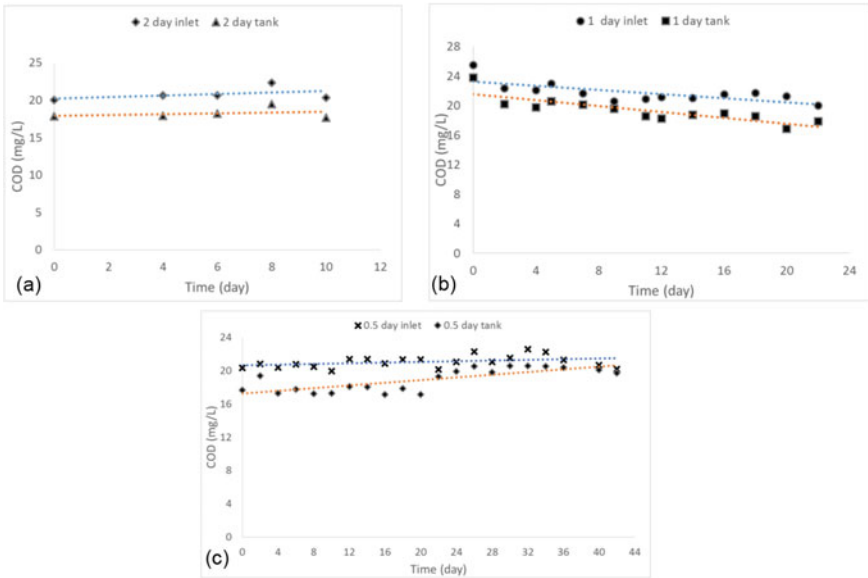 2 day inlet 2 day tank
25
20
15
10
5
0
COD (mg/L)
0 2 4 6 8 10 12
Time (day)
(a)
1 day inlet 1 day tank
28
24
20
16
12
8
4
0
COD (mg/L)
0 4 8 12 16 20 24
Time (day)
(b)
0.5 day inlet 0.5 day tank
24
20
16
12
8
4
0
COD (mg/L)
0 4 8 12 16 20 24 28 32 36 40 44
Time (day)
(c)